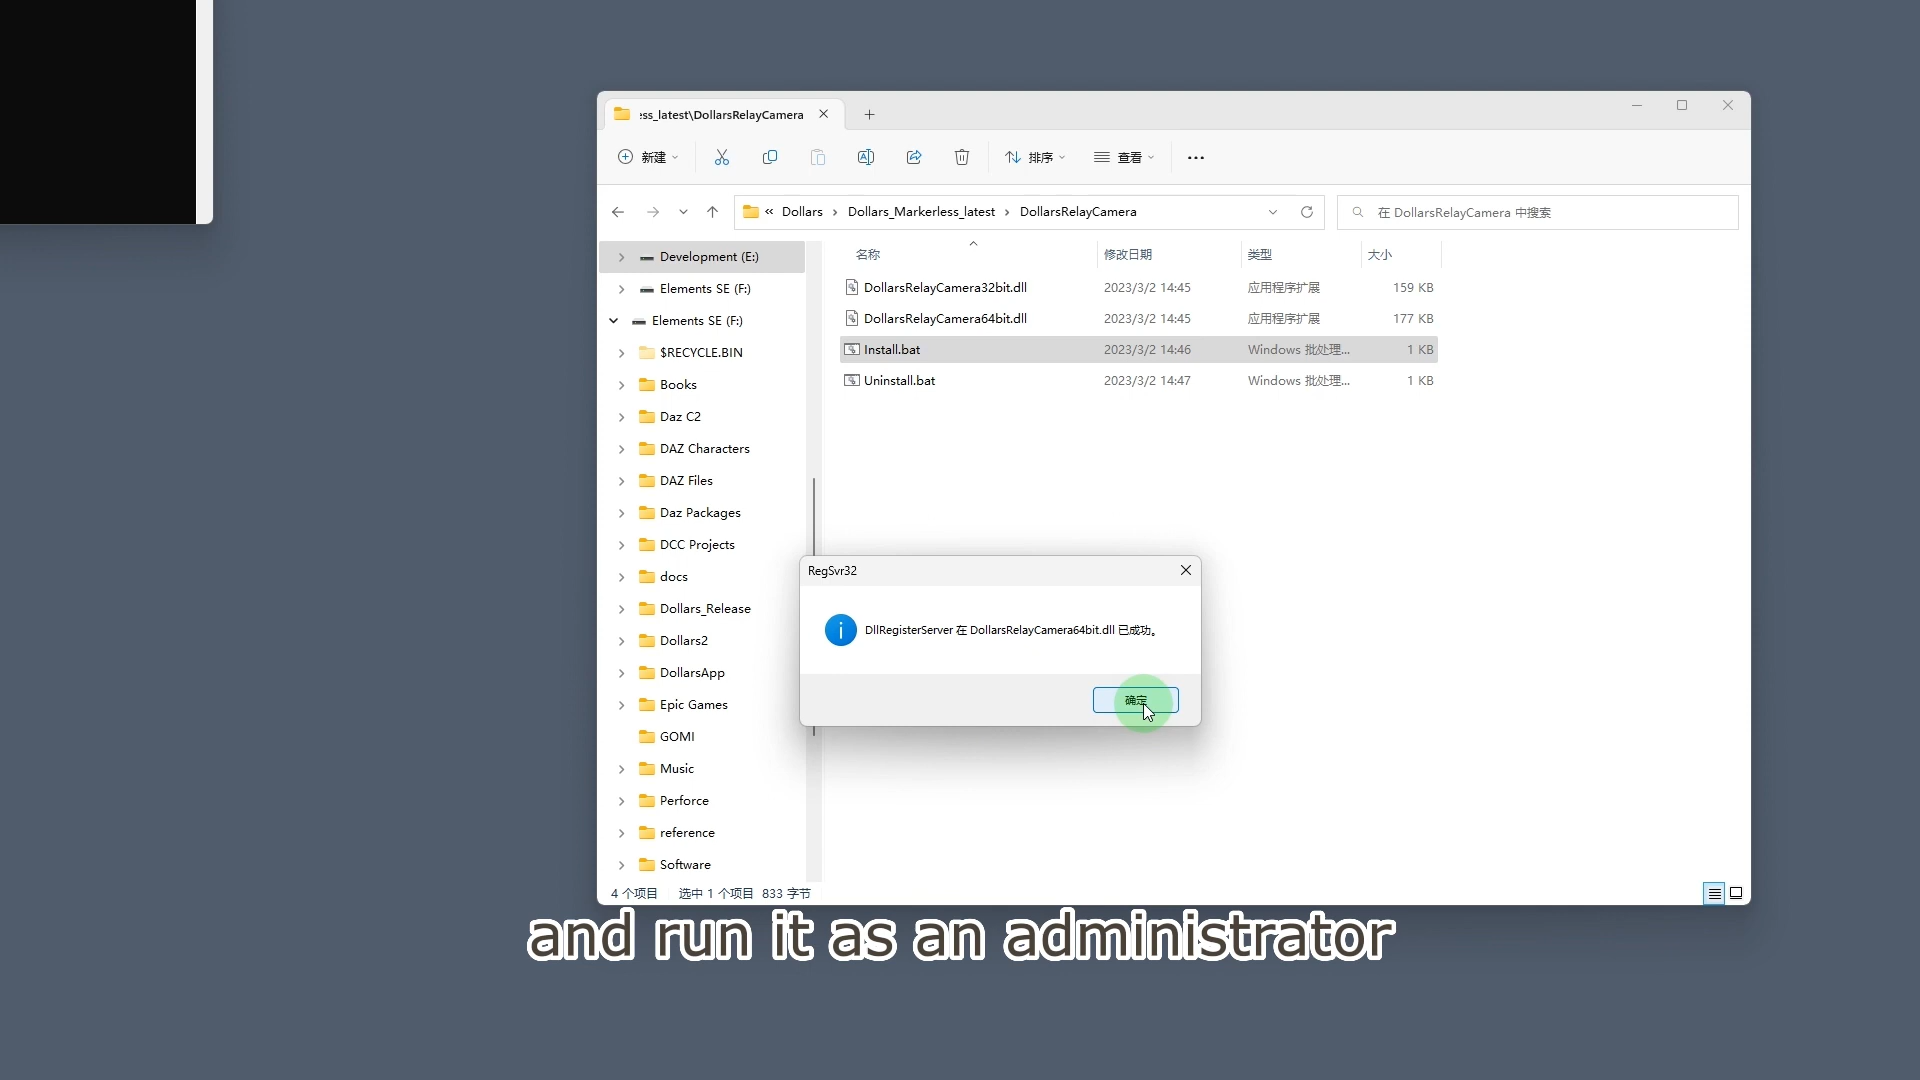 ess_latest\DollarsRelayCamera
新建
排序
查看
Dollars
Dollars_Markerless_latest
DollarsRelayCamera
在 DollarsRelayCamera 中搜索
Development (E:)
Elements SE (F:)
Elements SE (F:)
$RECYCLE.BIN
Books
Daz C2
DAZ Characters
DAZ Files
Daz Packages
DCC Projects
docs
Dollars_Release
Dollars2
DollarsApp
Epic Games
GOMI
Music
Perforce
reference
Software
名称 修改日期 类型 大小
DollarsRelayCamera32bit.dll 2023/3/2 14:45 应用程序扩展 159 KB
DollarsRelayCamera64bit.dll 2023/3/2 14:45 应用程序扩展 177 KB
Install.bat 2023/3/2 14:46 Windows 批处理... 1 KB
Uninstall.bat 2023/3/2 14:47 Windows 批处理... 1 KB
RegSvr32
DllRegisterServer 在 DollarsRelayCamera64bit.dll 已成功。
确定
4 个项目 选中 1 个项目 833 字节
and run it as an administrator